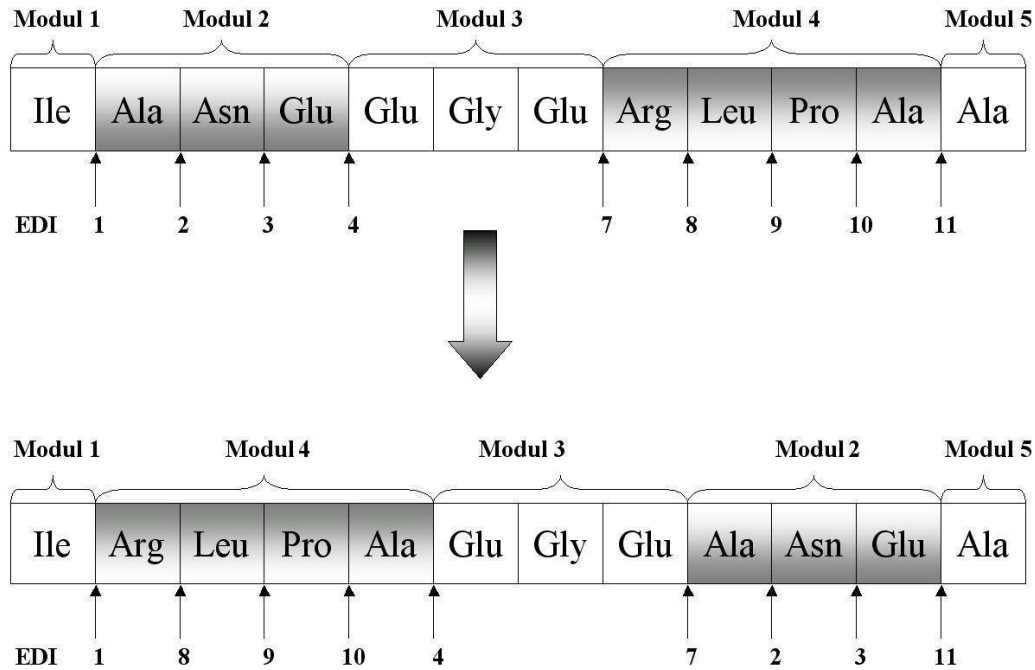 Modul 1 Modul 2 Modul 3 Modul 4 Modul 5
Ile Ala Asn Glu Glu Gly Glu Arg Leu Pro Ala Ala
EDI 1 2 3 4 7 8 9 10 11
Modul 1 Modul 4 Modul 3 Modul 2 Modul 5
Ile Arg Leu Pro Ala Glu Gly Glu Ala Asn Glu Ala
EDI 1 8 9 10 4 7 2 3 11